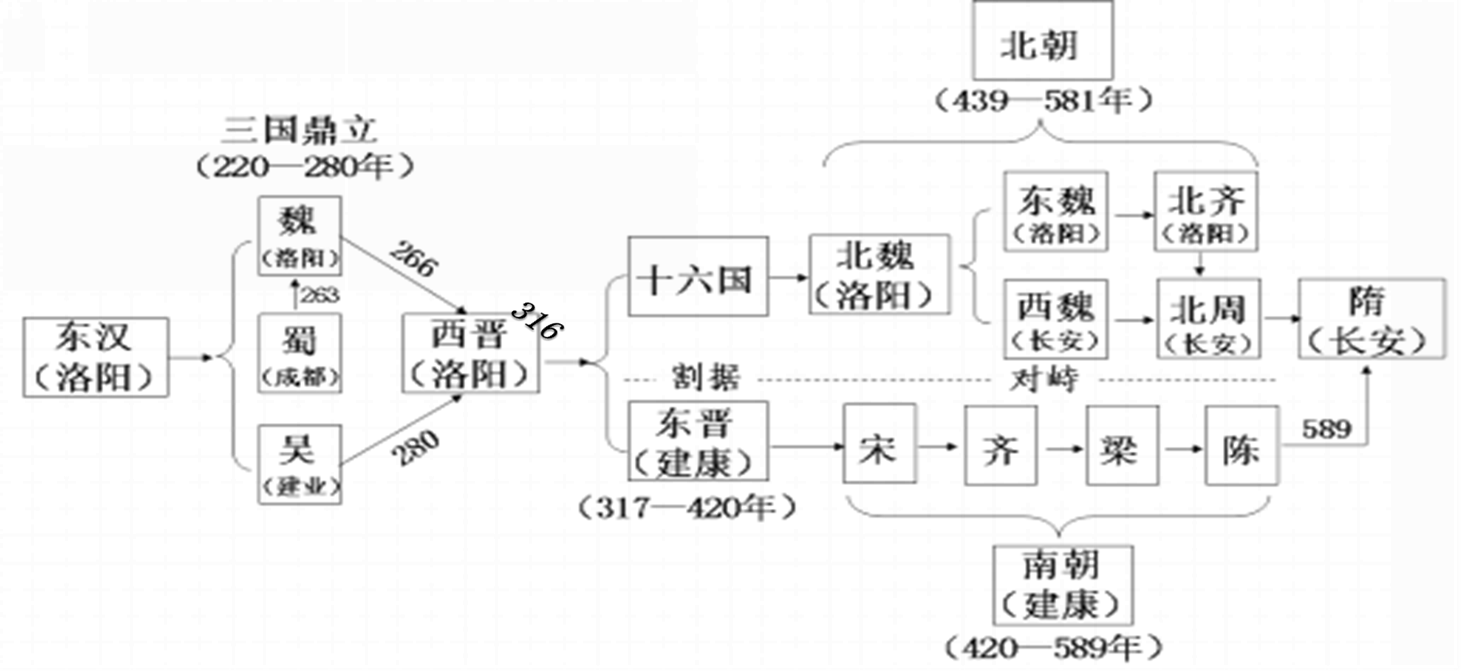 北朝
（439—581年）
三国鼎立
（220—280年）
魏
（洛阳）
266
263
蜀
（成都）
吴
（建业）
280
东汉
（洛阳）
西晋
（洛阳）
316
十六国
北魏
（洛阳）
东魏
（洛阳）
北齐
（洛阳）
西魏
（长安）
北周
（长安）
隋
（长安）
割据
对峙
东晋
（建康）
（317—420年）
宋
齐
梁
陈
589
南朝
（建康）
（420—589年）